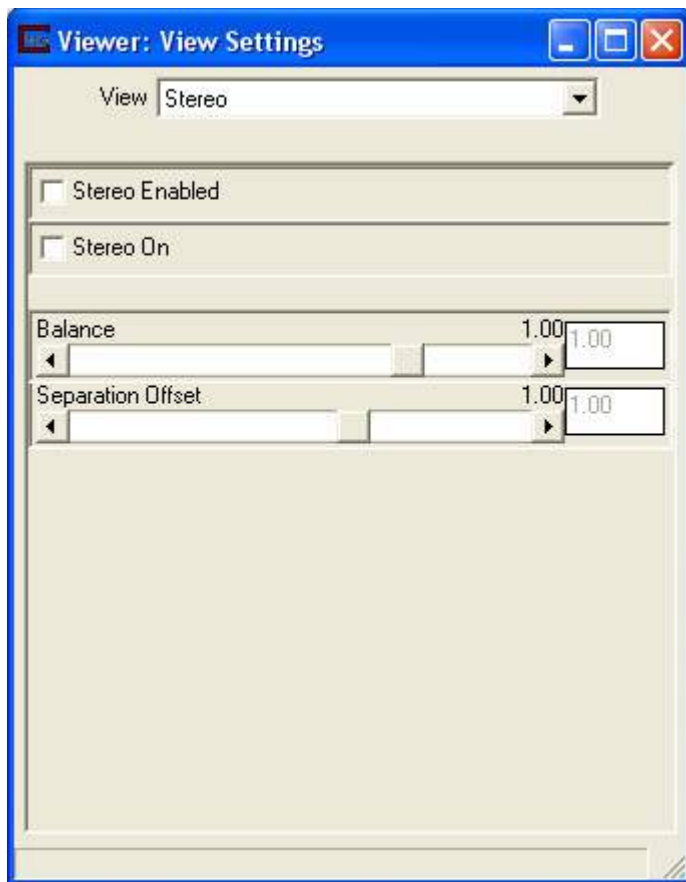 Viewer: View Settings
View Stereo
Stereo Enabled
Stereo On
Balance 1.00 1.00
Separation Offset 1.00 1.00